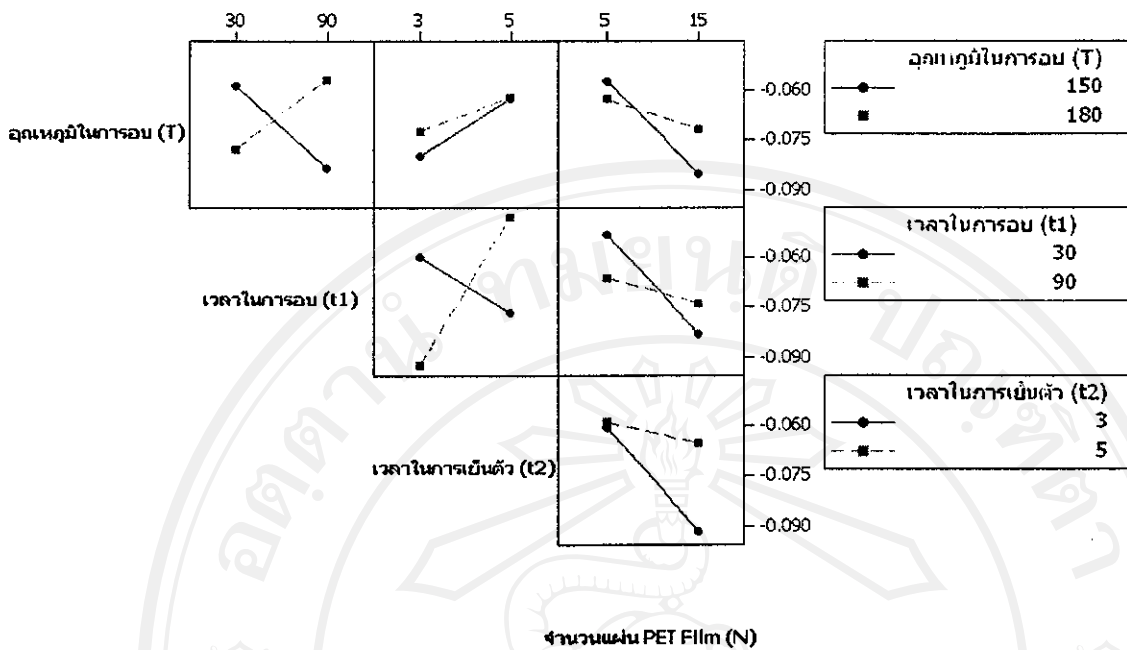 30 90 3 5 5 15
อุณหภูมิในการอบ (T)
-0.060
-0.075
-0.090
อุณหภูมิในการอบ (T)
150
180
เวลาในการอบ (t1)
-0.060
-0.075
-0.090
เวลาในการอบ (t1)
30
90
เวลาในการเย็นตัว (t2)
-0.060
-0.075
-0.090
เวลาในการเย็นตัว (t2)
3
5
จำนวนแผ่น PET Film (N)